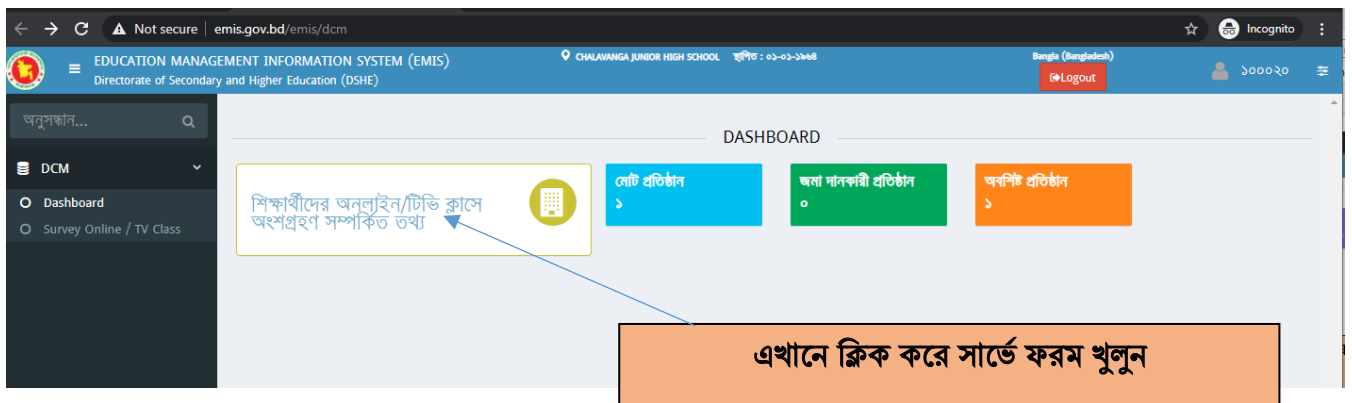 Not secure | emis.gov.bd/emis/dcm
Incognito
EDUCATION MANAGEMENT INFORMATION SYSTEM (EMIS)
Directorate of Secondary and Higher Education (DSHE)
CHALAVANGA JUNIOR HIGH SCHOOL স্থাপিত : ০১-০১-১৯৮৪
Bangla (Bangladesh)
Logout
১০০০২০
অনুসন্ধান...
DASHBOARD
DCM
Dashboard
Survey Online / TV Class
শিক্ষার্থীদের অনলাইন/টিভি ক্লাসে
অংশগ্রহণ সম্পর্কিত তথ্য
মোট প্রতিষ্ঠান
১
জমা দানকারী প্রতিষ্ঠান
০
অবশিষ্ট প্রতিষ্ঠান
১
এখানে ক্লিক করে সার্ভে ফরম খুলুন